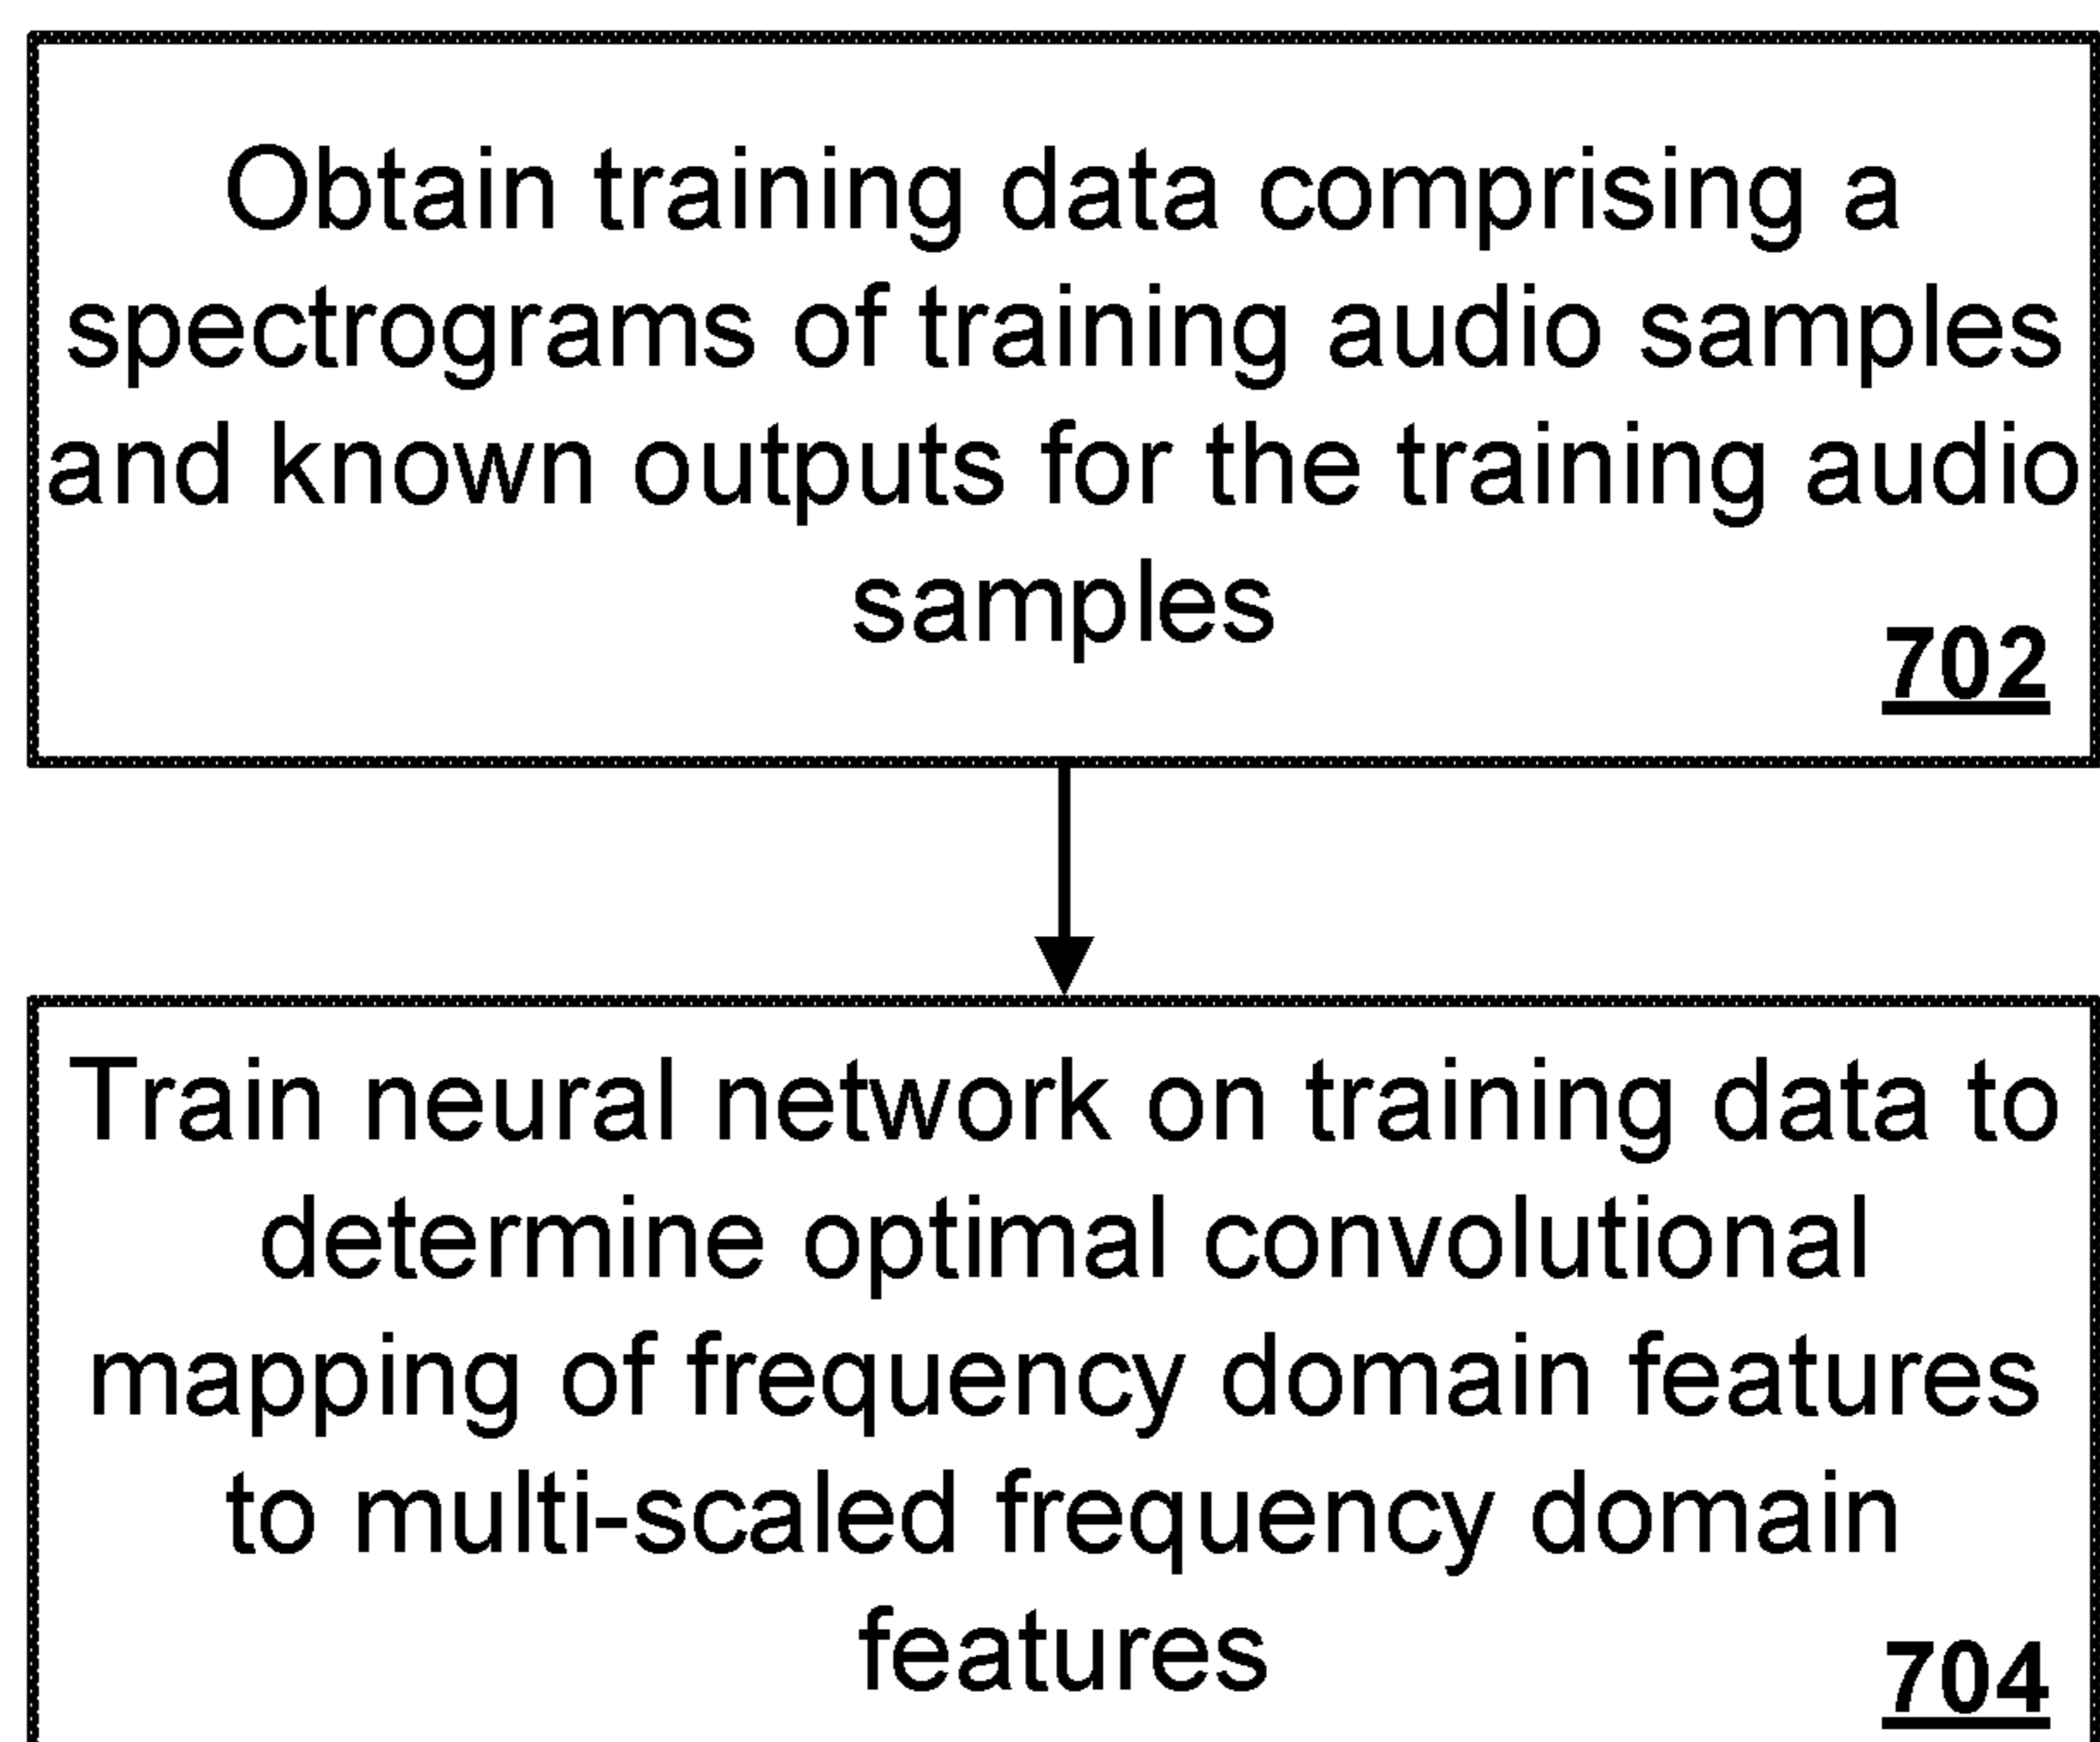 Obtain training data comprising a
spectrograms of training audio samples
and known outputs for the training audio
samples
702
Train neural network on training data to
determine optimal convolutional
mapping of frequency domain features
to multi-scaled frequency domain
features
704